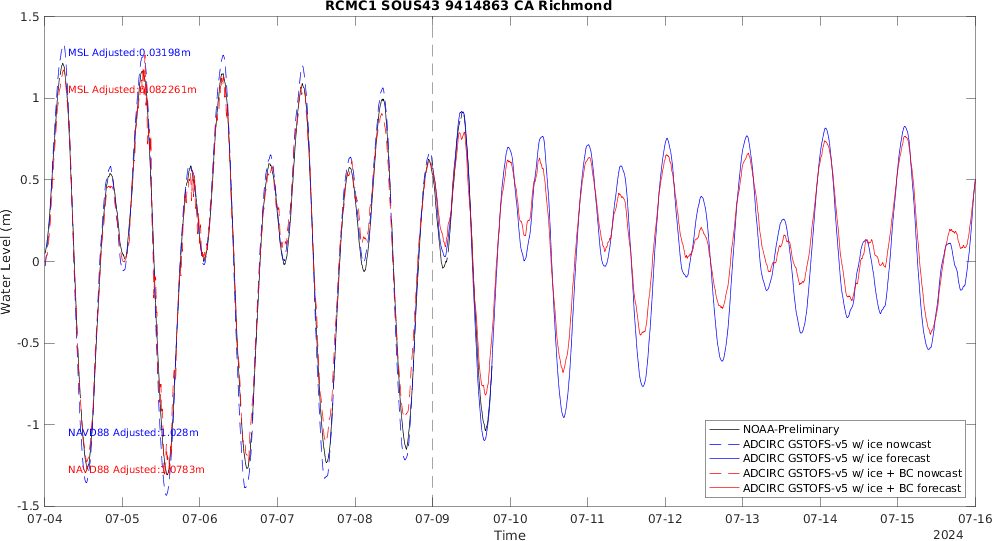 RCMC1 SOUS43 9414863 CA Richmond
1.5
1
0.5
0
-0.5
-1
-1.5
Water Level (m)
MSL Adjusted:0.03198m
MSL Adjusted:0.082261m
NAVD88 Adjusted:1.028m
NAVD88 Adjusted:1.0783m
NOAA-Preliminary
ADCIRC GSTOFS-v5 w/ ice nowcast
ADCIRC GSTOFS-v5 w/ ice forecast
ADCIRC GSTOFS-v5 w/ ice + BC nowcast
ADCIRC GSTOFS-v5 w/ ice + BC forecast
07-04 07-05 07-06 07-07 07-08 07-09 07-10 07-11 07-12 07-13 07-14 07-15 07-16
Time
2024